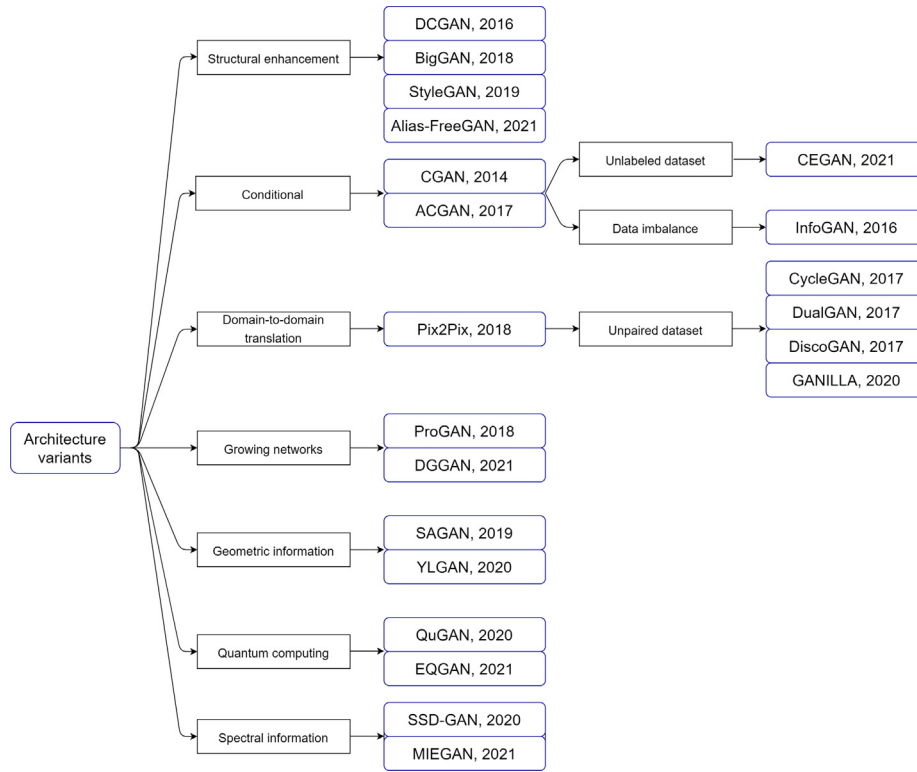 Architecture
variants
Structural enhancement
DCGAN, 2016
BigGAN, 2018
StyleGAN, 2019
Alias-FreeGAN, 2021
Conditional
CGAN, 2014
ACGAN, 2017
Unlabeled dataset
CEGAN, 2021
Data imbalance
InfoGAN, 2016
Domain-to-domain
translation
Pix2Pix, 2018
Unpaired dataset
CycleGAN, 2017
DualGAN, 2017
DiscoGAN, 2017
GANILLA, 2020
Growing networks
ProGAN, 2018
DGGAN, 2021
Geometric information
SAGAN, 2019
YLGAN, 2020
Quantum computing
QuGAN, 2020
EQGAN, 2021
Spectral information
SSD-GAN, 2020
MIEGAN, 2021